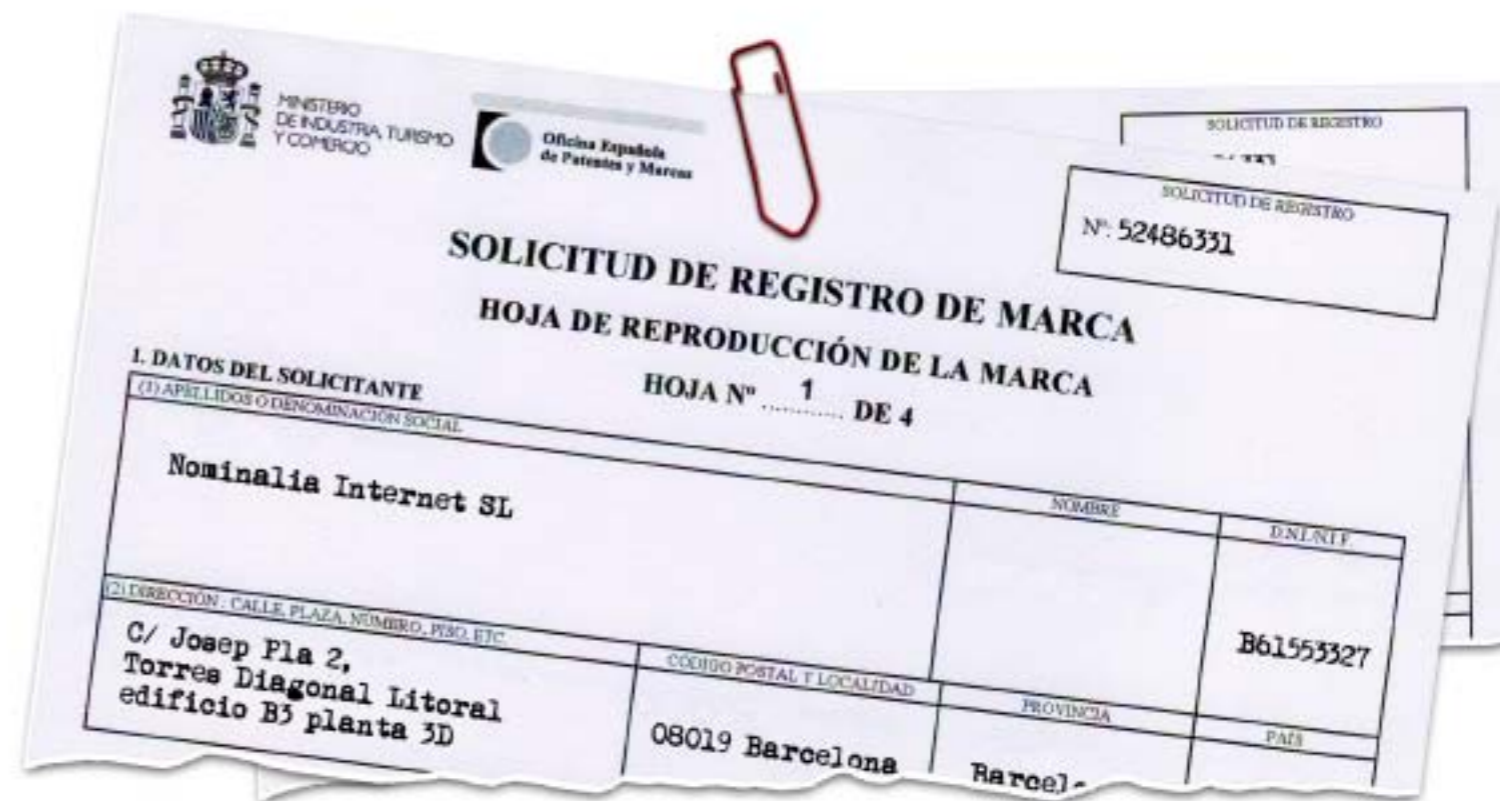 MINISTERIO
DE INDUSTRIA, TURISMO
Y COMERCIO
Oficina Española
de Patentes y Marcas
SOLICITUD DE REGISTRO
SOLICITUD DE REGISTRO
Nº: 52486331
SOLICITUD DE REGISTRO DE MARCA
HOJA DE REPRODUCCIÓN DE LA MARCA
HOJA Nº ............ 1 DE 4
1. DATOS DEL SOLICITANTE
(1) APELLIDOS O DENOMINACIÓN SOCIAL
NOMBRE
D.N.I./N.I.F.
Nominalia Internet SL
B61553327
(2) DIRECCIÓN : CALLE, PLAZA, NÚMERO, PISO, ETC.
CÓDIGO POSTAL Y LOCALIDAD
PROVINCIA
PAÍS
C/ Josep Pla 2,
Torres Diagonal Litoral
edificio B3 planta 3D
08019 Barcelona